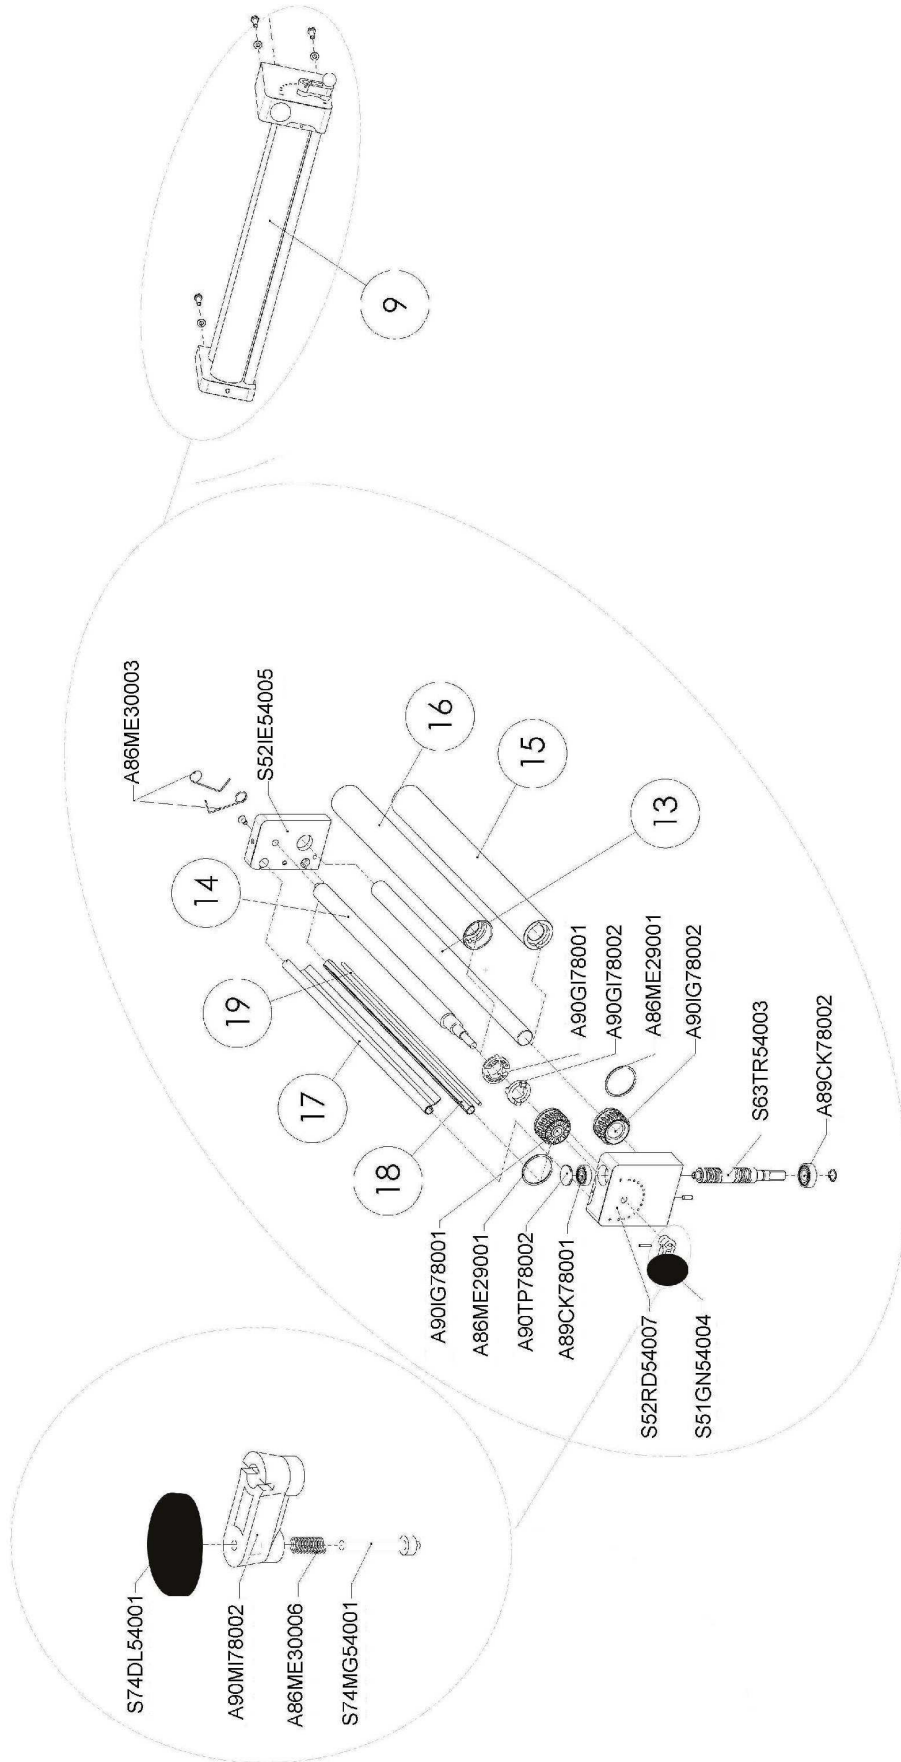 S74DL54001
A90MI78002
A86ME30006
S74MG54001
A86ME30003
S52IE54005
14
16
15
13
19
17
18
A90GI78001
A90GI78002
A86ME29001
A90IG78002
S63TR54003
A89CK78002
A90IG78001
A86ME29001
A90TP78002
A89CK78001
S52RD54007
S51GN54004
9